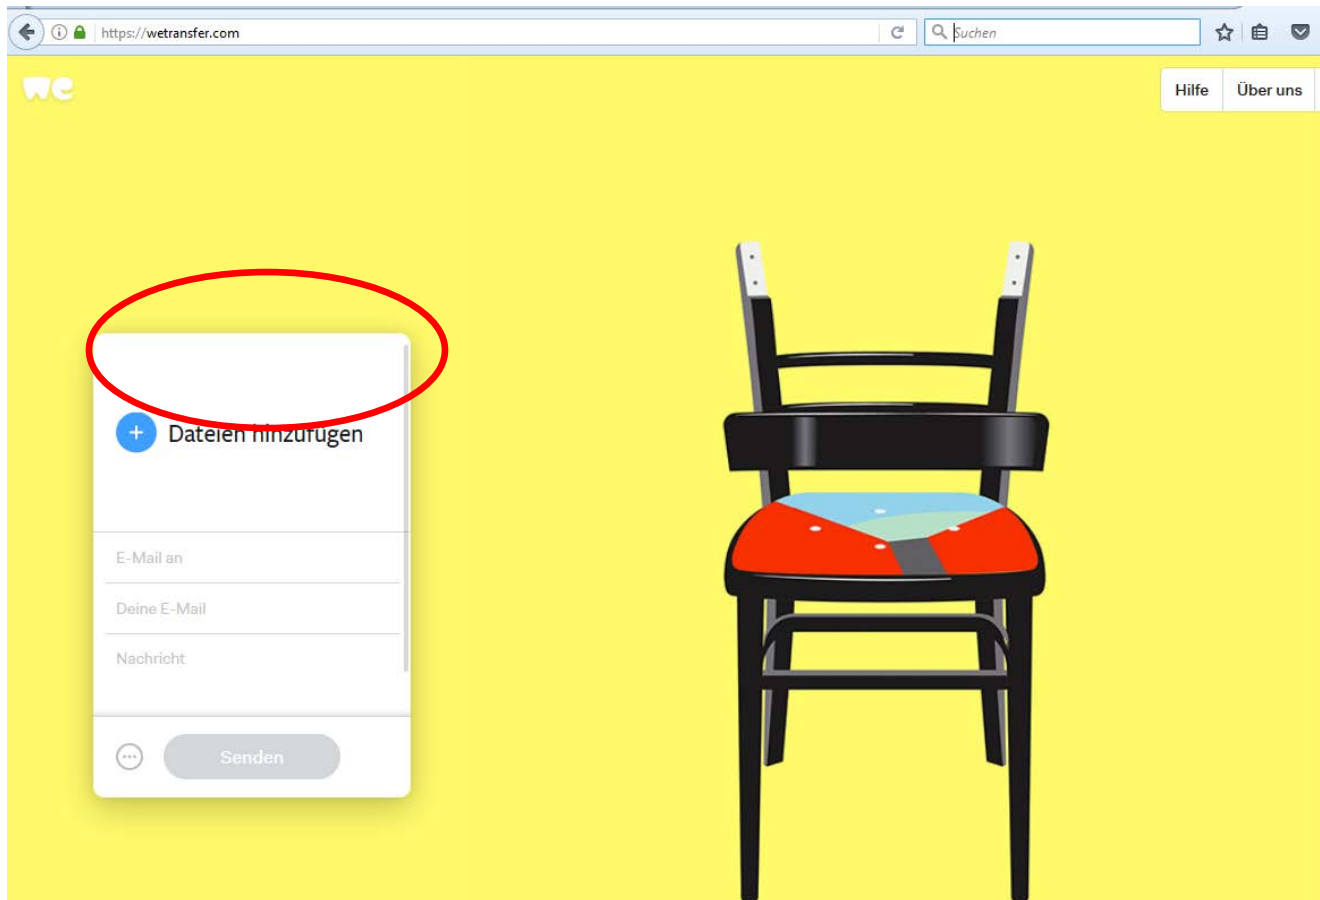 https://wetransfer.com
Suchen
we
Hilfe
Über uns
Dateien hinzufügen
E-Mail an
Deine E-Mail
Nachricht
Senden